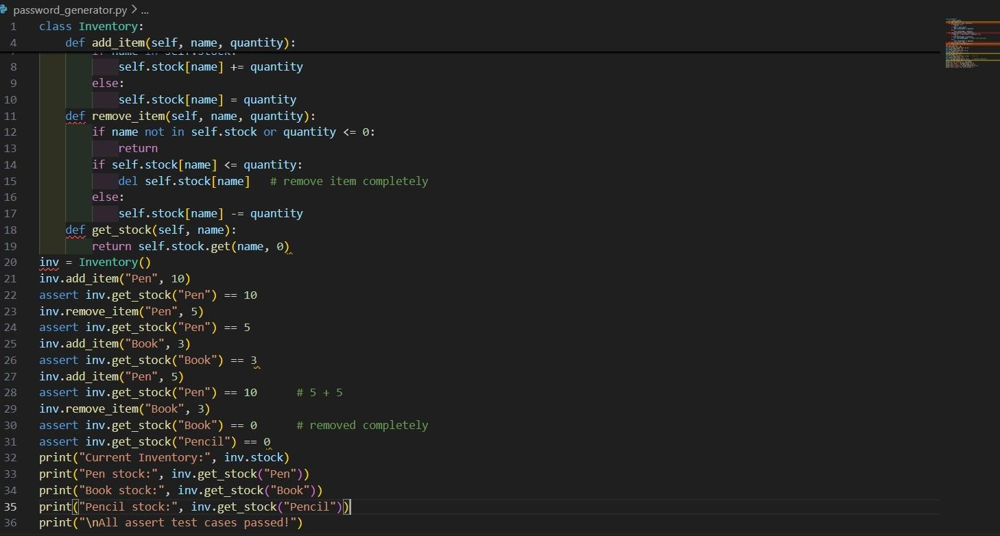 password_generator.py > ...
1 class Inventory:
4     def add_item(self, name, quantity):
7         if name in self.stock:
8             self.stock[name] += quantity
9         else:
10             self.stock[name] = quantity
11     def remove_item(self, name, quantity):
12         if name not in self.stock or quantity <= 0:
13             return
14         if self.stock[name] <= quantity:
15             del self.stock[name]   # remove item completely
16         else:
17             self.stock[name] -= quantity
18     def get_stock(self, name):
19         return self.stock.get(name, 0)
20 inv = Inventory()
21 inv.add_item("Pen", 10)
22 assert inv.get_stock("Pen") == 10
23 inv.remove_item("Pen", 5)
24 assert inv.get_stock("Pen") == 5
25 inv.add_item("Book", 3)
26 assert inv.get_stock("Book") == 3
27 inv.add_item("Pen", 5)
28 assert inv.get_stock("Pen") == 10      # 5 + 5
29 inv.remove_item("Book", 3)
30 assert inv.get_stock("Book") == 0      # removed completely
31 assert inv.get_stock("Pencil") == 0
32 print("Current Inventory:", inv.stock)
33 print("Pen stock:", inv.get_stock("Pen"))
34 print("Book stock:", inv.get_stock("Book"))
35 print("Pencil stock:", inv.get_stock("Pencil"))
36 print("\nAll assert test cases passed!")